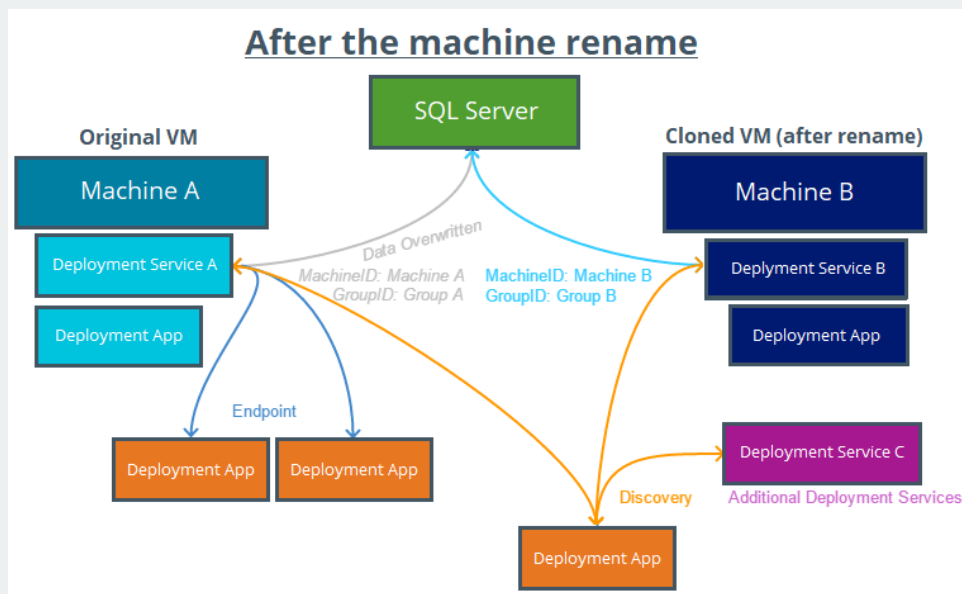 After the machine rename
SQL Server
Original VM
Cloned VM (after rename)
Machine A
Machine B
Data Overwritten
Deployment Service A
MachineID: Machine A
GroupID: Group A
MachineID: Machine B
GroupID: Group B
Deplyment Service B
Deployment App
Deployment App
Endpoint
Deployment App
Deployment App
Deployment Service C
Discovery
Additional Deployment Services
Deployment App